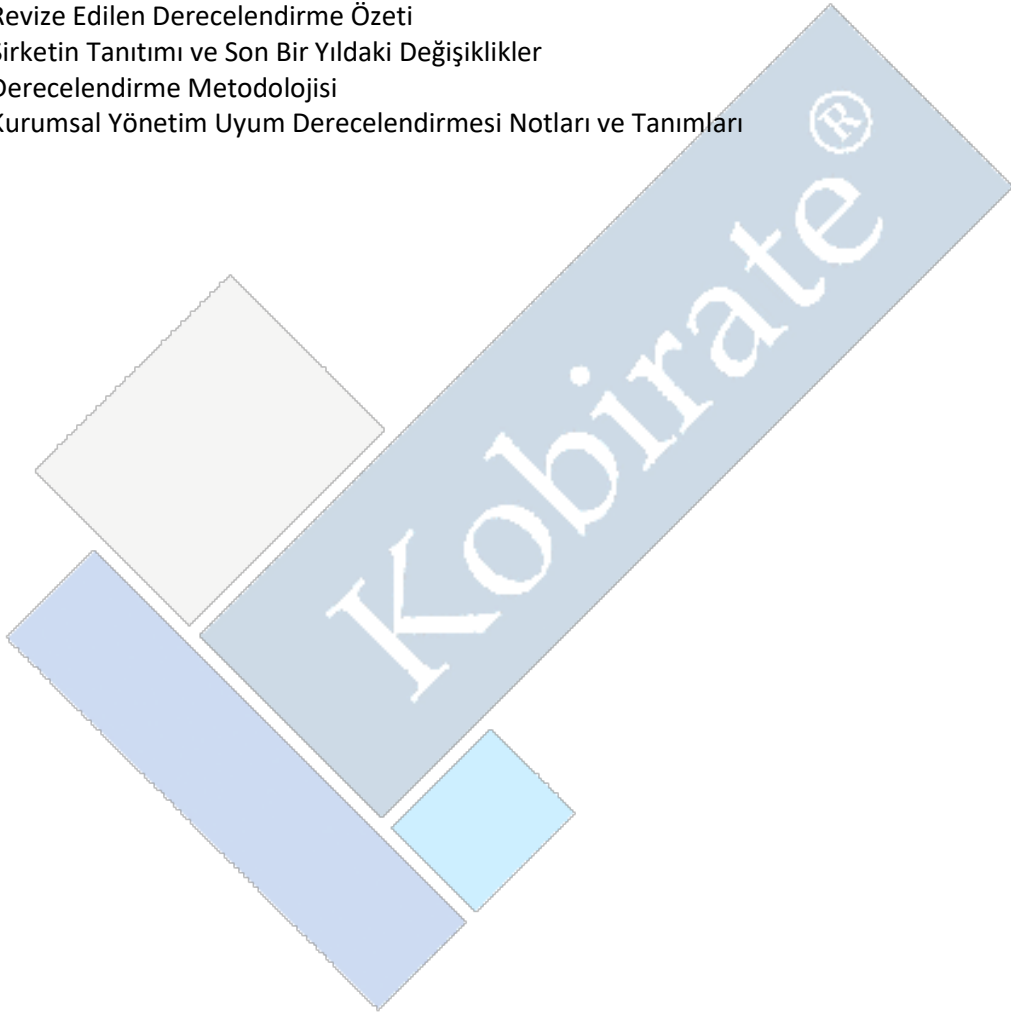 Revize Edilen Derecelendirme Özeti
Şirketin Tanıtımı ve Son Bir Yıldaki Değişiklikler
Derecelendirme Metodolojisi
Kurumsal Yönetim Uyum Derecelendirmesi Notları ve Tanımları
Kobirate ®